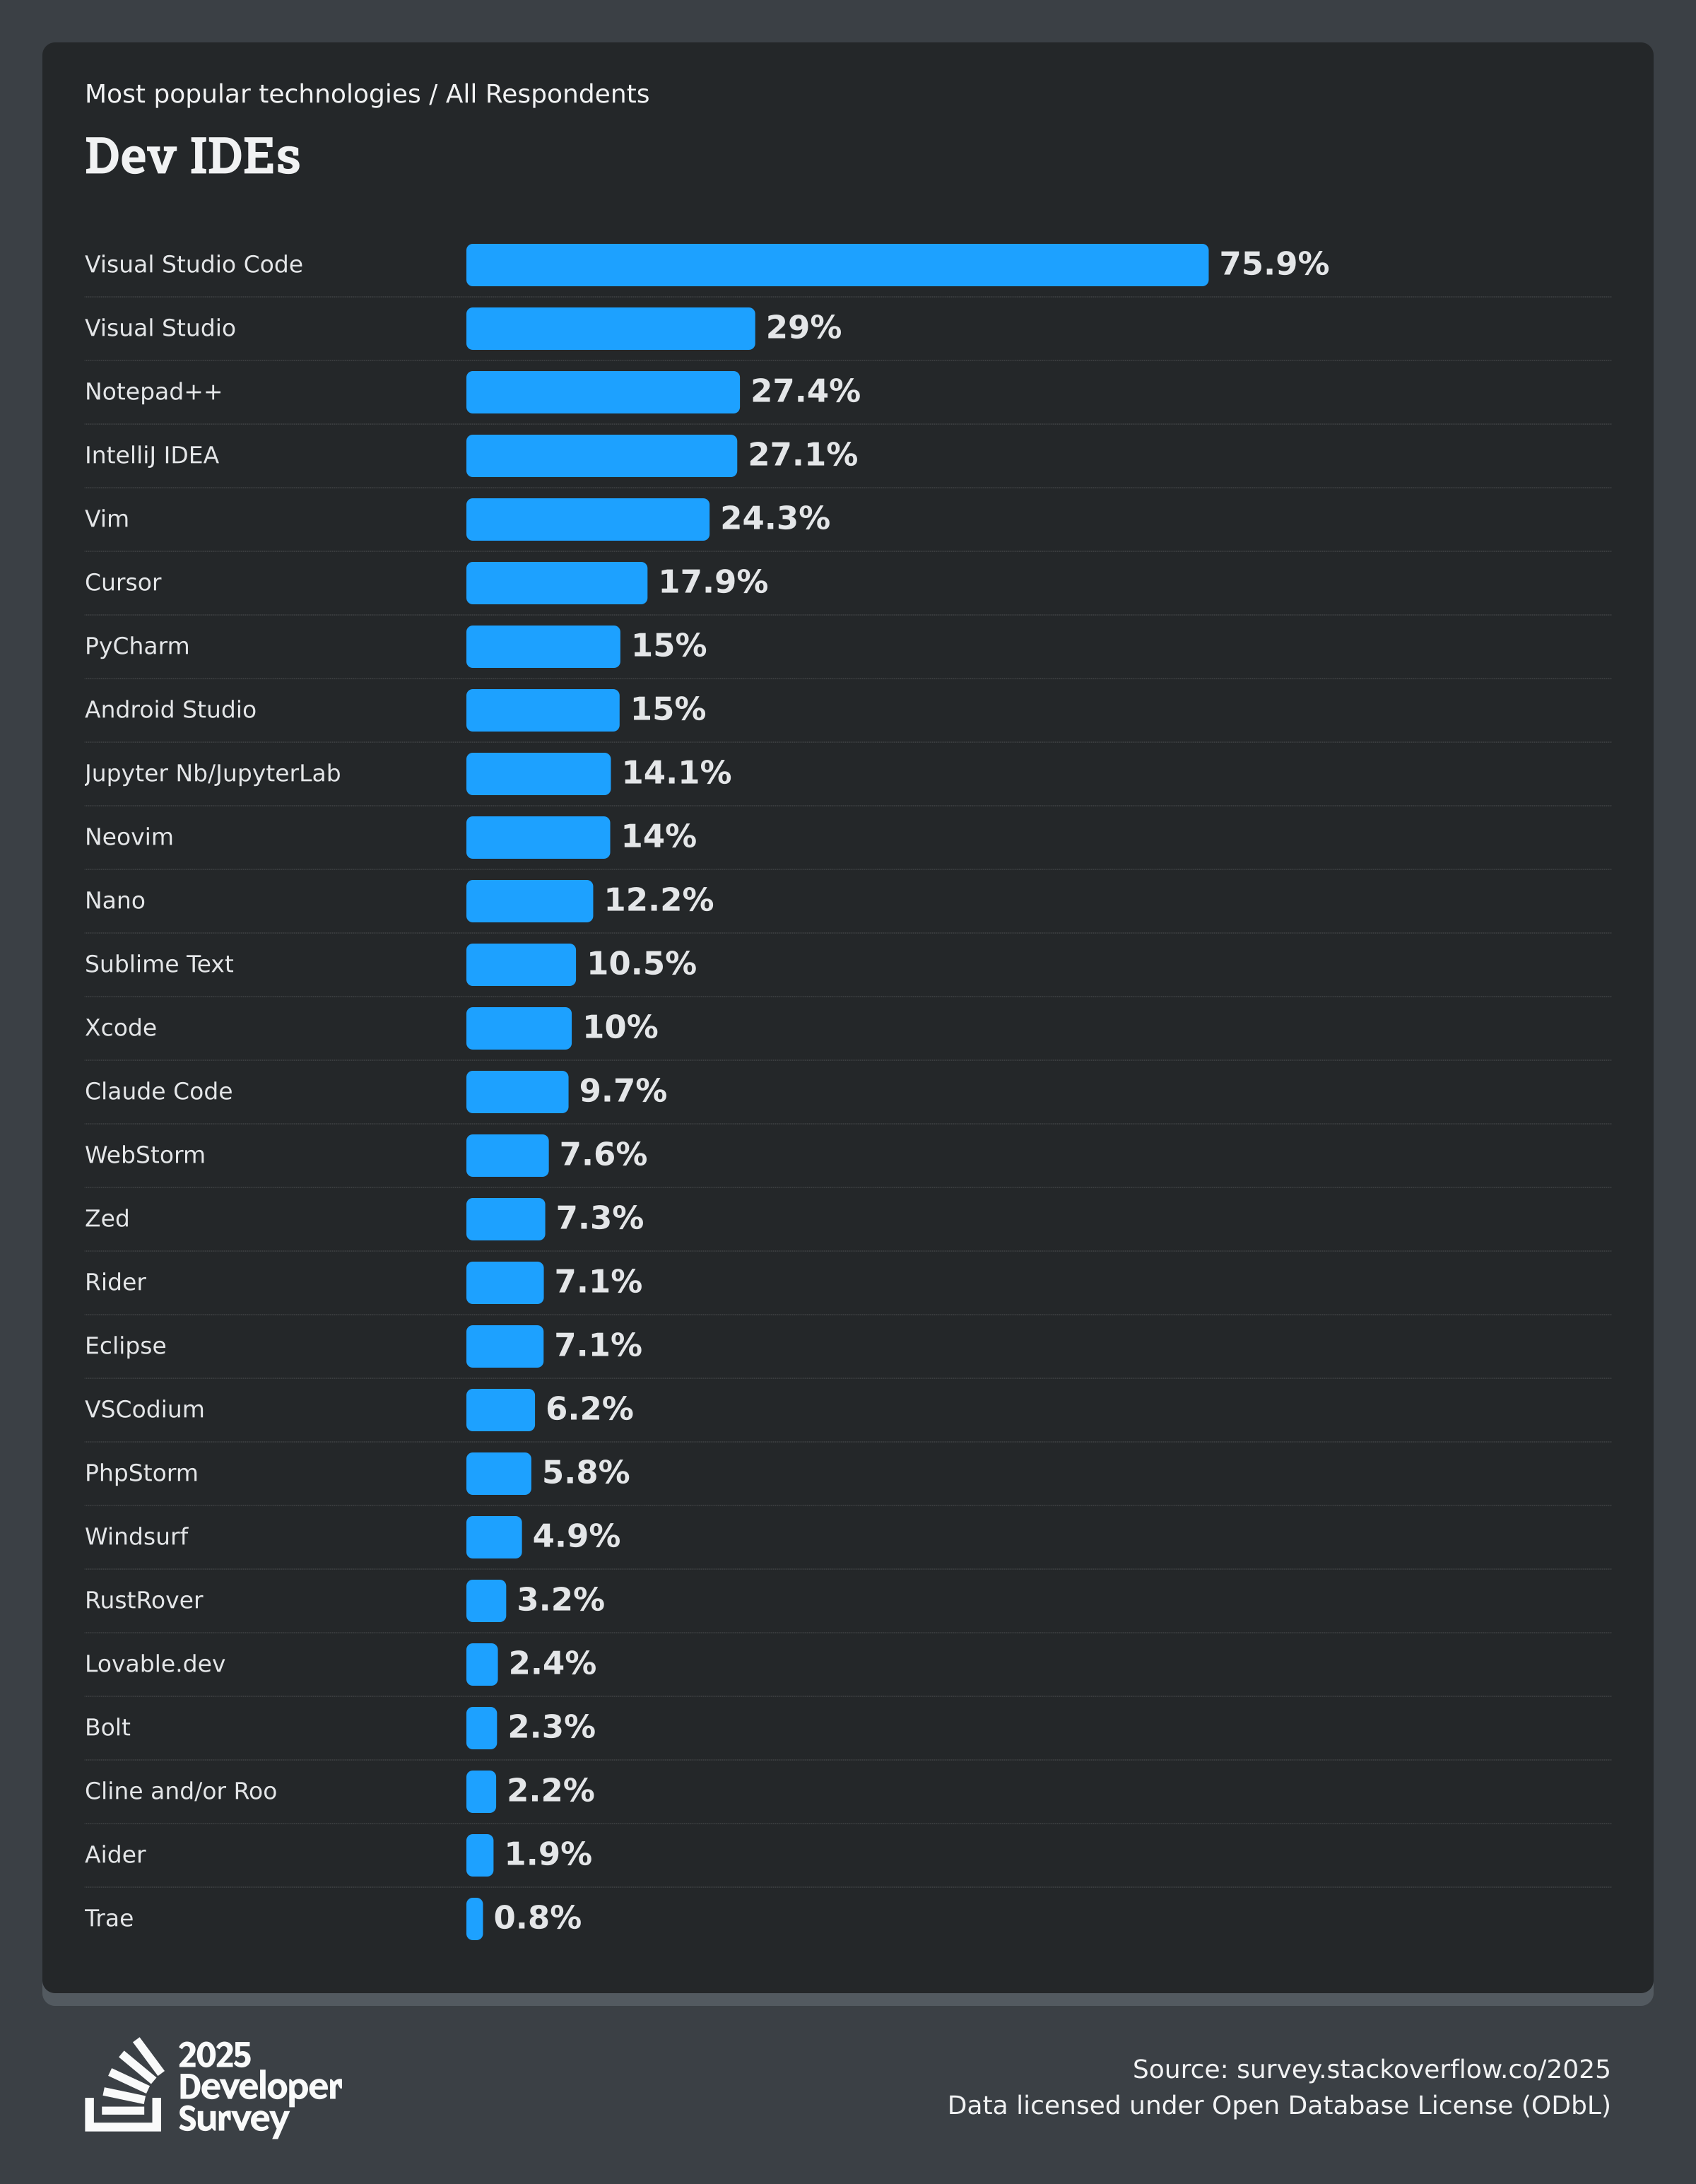 Most popular technologies / All Respondents
Dev IDEs
Visual Studio Code 75.9%
Visual Studio 29%
Notepad++ 27.4%
IntelliJ IDEA 27.1%
Vim 24.3%
Cursor 17.9%
PyCharm 15%
Android Studio 15%
Jupyter Nb/JupyterLab 14.1%
Neovim 14%
Nano 12.2%
Sublime Text 10.5%
Xcode 10%
Claude Code 9.7%
WebStorm 7.6%
Zed 7.3%
Rider 7.1%
Eclipse 7.1%
VSCodium 6.2%
PhpStorm 5.8%
Windsurf 4.9%
RustRover 3.2%
Lovable.dev 2.4%
Bolt 2.3%
Cline and/or Roo 2.2%
Aider 1.9%
Trae 0.8%
2025
Developer
Survey
Source: survey.stackoverflow.co/2025
Data licensed under Open Database License (ODbL)